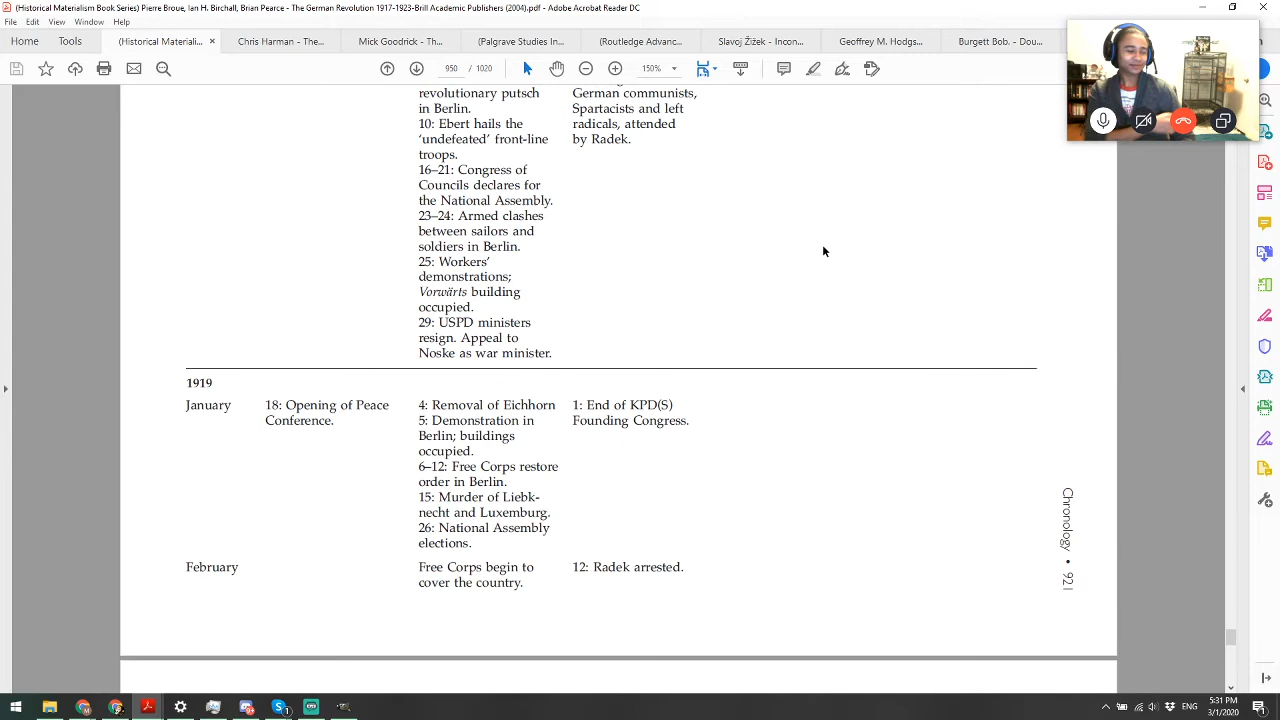 (Historical Materialism Book Series) Pierre Broue, Ian H. Birchall, Brian Pearce - The German Revolution 1917-1923-Brill Academic Publishers (2004).pdf - Adobe Acrobat Reader DC
File Edit View Window Help
Home Tools (Historical Materiali... × Chris Harman - The... Mick Goodrick - Th... (Palgrave Studies In... (Routledge Advanc... Slavoj Žižek - Incon... Geoffrey M. Hodgs... Burgett Bob. - Dou...
950 / 1020 150%
revolutionary putsch
in Berlin.
10: Ebert hails the
‘undefeated’ front-line
troops.
16–21: Congress of
Councils declares for
the National Assembly.
23–24: Armed clashes
between sailors and
soldiers in Berlin.
25: Workers’
demonstrations;
Vorwärts building
occupied.
29: USPD ministers
resign. Appeal to
Noske as war minister.
German communists,
Spartacists and left
radicals, attended
by Radek.
1919
January
18: Opening of Peace
Conference.
4: Removal of Eichhorn
5: Demonstration in
Berlin; buildings
occupied.
6–12: Free Corps restore
order in Berlin.
15: Murder of Liebk-
necht and Luxemburg.
26: National Assembly
elections.
1: End of KPD(S)
Founding Congress.
February
Free Corps begin to
cover the country.
12: Radek arrested.
Chronology • 921
ENG 5:31 PM
3/1/2020